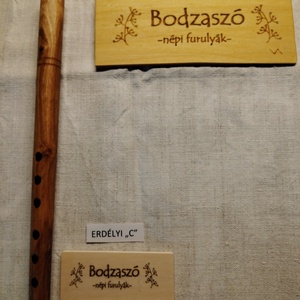 Bodzaszó
-népi furulyák-
ERDÉLYI „C”
Bodzaszó
-népi furulyák-